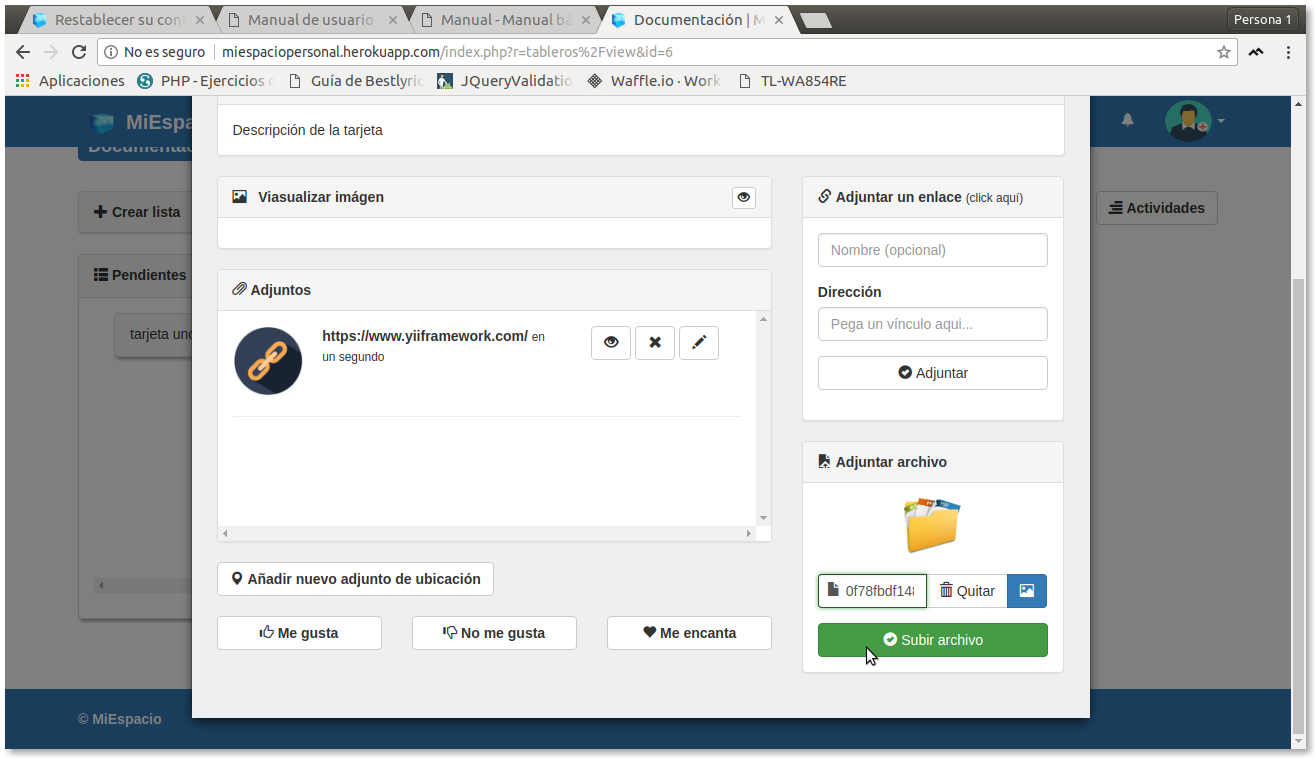 Restablecer su con
Manual de usuario
Manual - Manual bá
Documentación | M
Persona 1
No es seguro
miespaciopersonal.herokuapp.com/index.php?r=tableros%2Fview&id=6
Aplicaciones
PHP - Ejercicios
Guía de Bestlyric
JQueryValidatio
Waffle.io · Work
TL-WA854RE
MiEspa
Documentac
Descripción de la tarjeta
Crear lista
Viasualizar imágen
Adjuntar un enlace (click aquí)
Actividades
Nombre (opcional)
Pendientes
Adjuntos
Dirección
tarjeta uno
https://www.yiiframework.com/ en
un segundo
Pega un vínculo aqui...
Adjuntar
Adjuntar archivo
Añadir nuevo adjunto de ubicación
0f78fbdf148
Quitar
Me gusta
No me gusta
Me encanta
Subir archivo
© MiEspacio